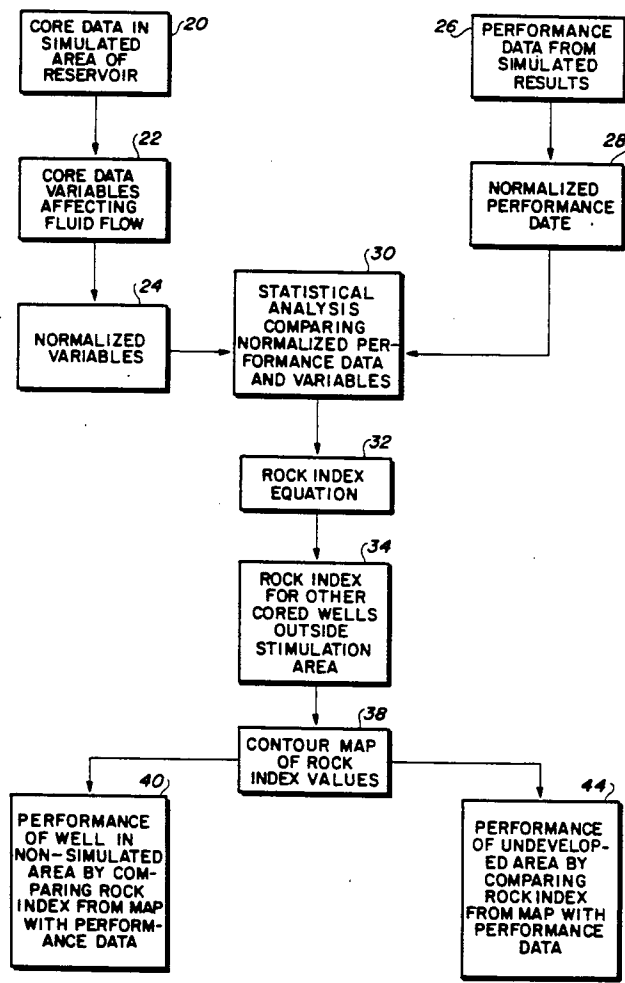 20
CORE DATA IN
SIMULATED
AREA OF
RESERVOIR
26
PERFORMANCE
DATA FROM
SIMULATED
RESULTS
22
CORE DATA
VARIABLES
AFFECTING
FLUID FLOW
28
NORMALIZED
PERFORMANCE
DATE
24
NORMALIZED
VARIABLES
30
STATISTICAL
ANALYSIS
COMPARING
NORMALIZED PER-
FORMANCE DATA
AND VARIABLES
32
ROCK INDEX
EQUATION
34
ROCK INDEX
FOR OTHER
CORED WELLS
OUTSIDE
STIMULATION
AREA
38
CONTOUR MAP
OF ROCK
INDEX VALUES
40
PERFORMANCE
OF WELL IN
NON-SIMULATED
AREA BY COM-
PARING ROCK
INDEX FROM MAP
WITH PERFORM-
ANCE DATA
44
PERFORMANCE
OF UNDEVELOP-
ED AREA BY
COMPARING
ROCK INDEX
FROM MAP WITH
PERFORMANCE
DATA